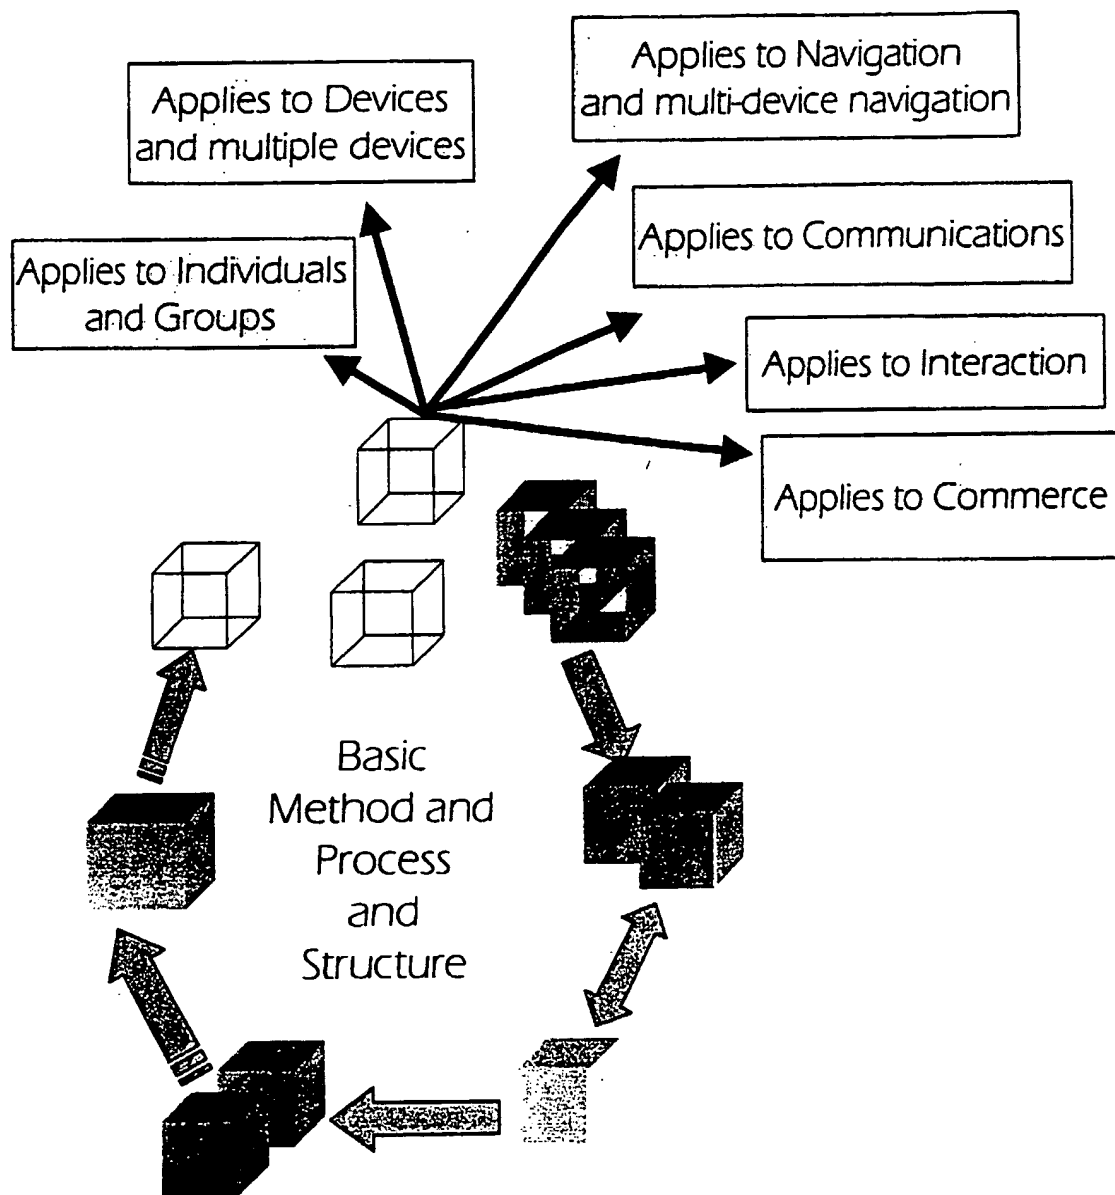 Applies to Devices
and multiple devices
Applies to Navigation
and multi-device navigation
Applies to Individuals
and Groups
Applies to Communications
Applies to Interaction
Applies to Commerce
Basic
Method and
Process
and
Structure